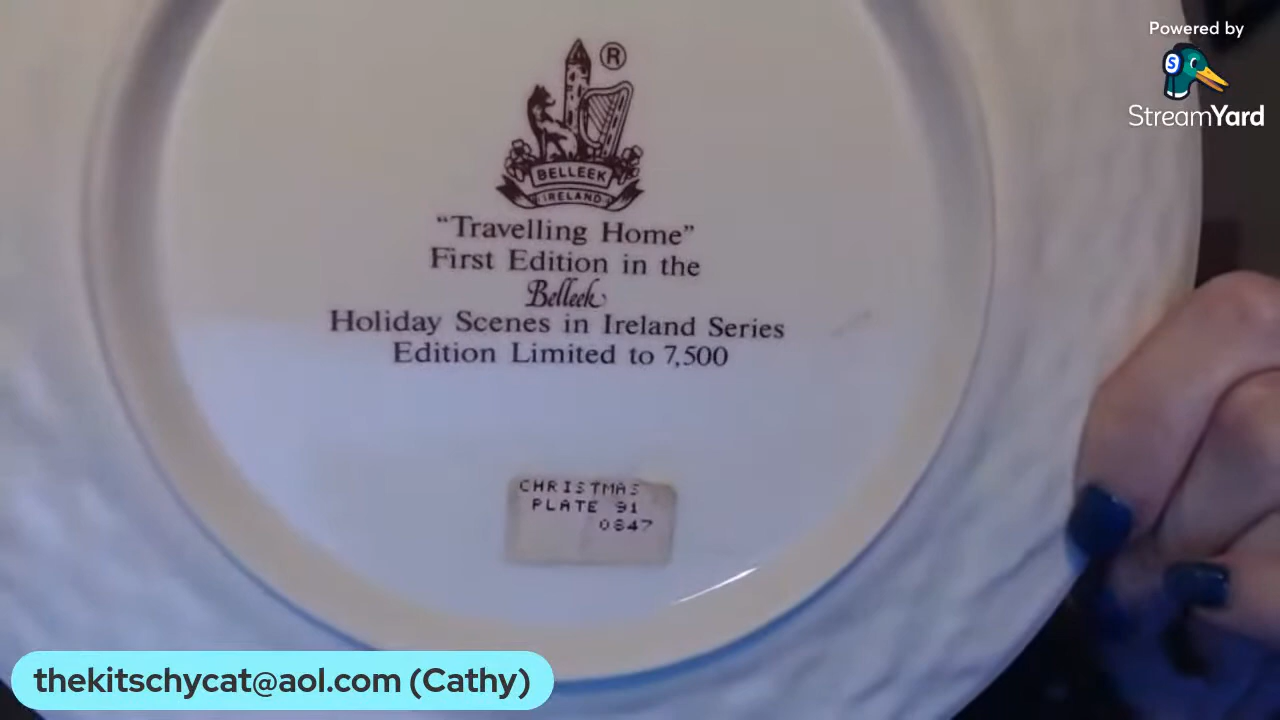 Powered by
StreamYard
S
®
BELLEEK
IRELAND
“Travelling Home”
First Edition in the
Belleek
Holiday Scenes in Ireland Series
Edition Limited to 7,500
CHRISTMAS
PLATE 91
0847
thekitschycat@aol.com (Cathy)